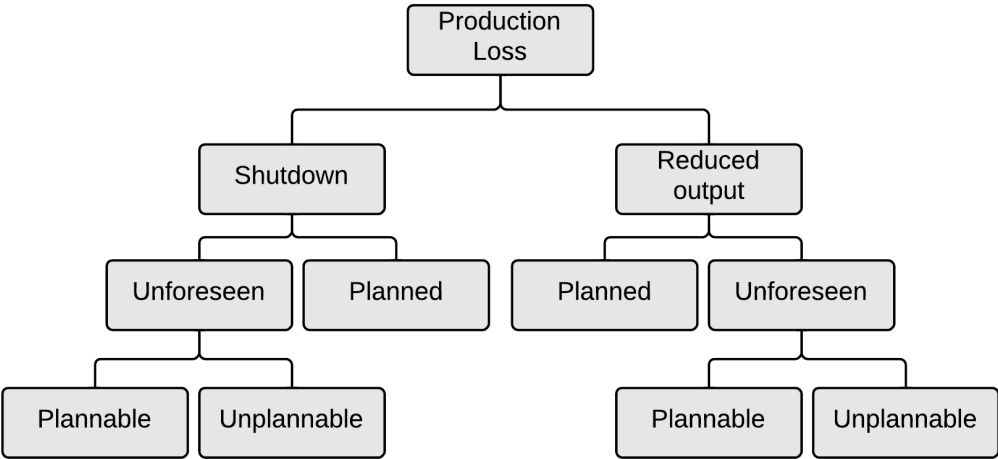 Production
Loss
Shutdown
Reduced
output
Unforeseen
Planned
Planned
Unforeseen
Plannable
Unplannable
Plannable
Unplannable